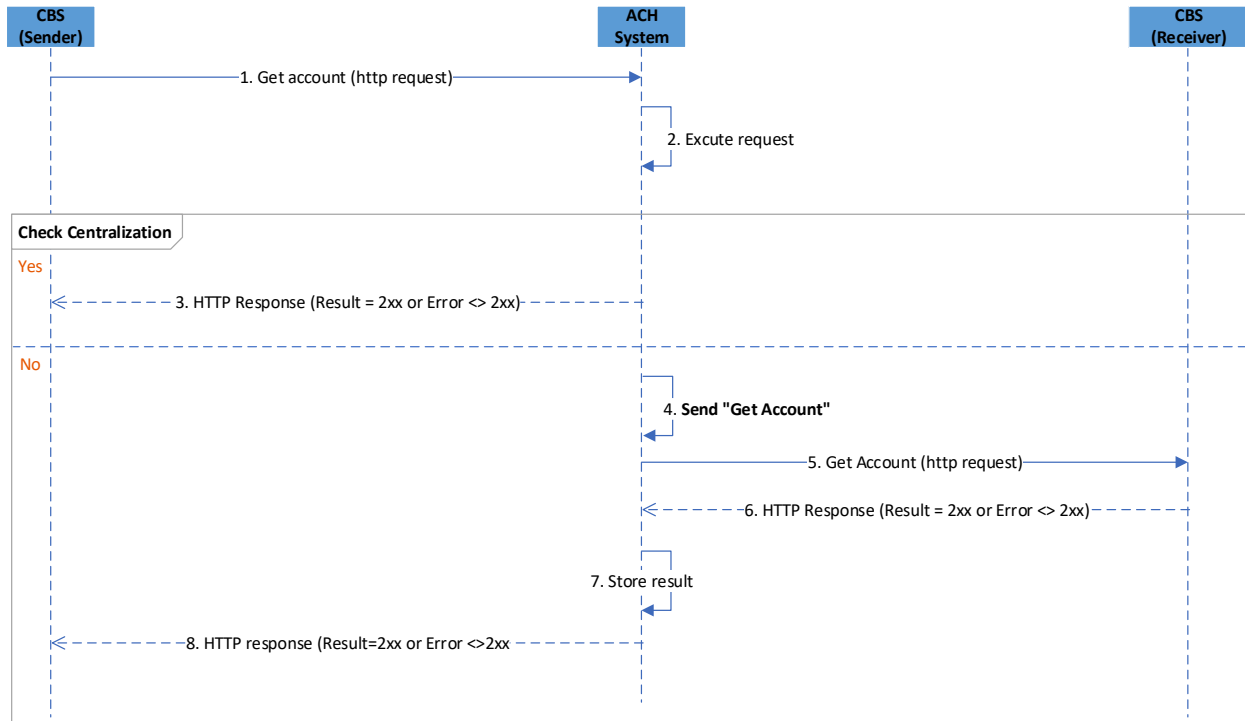 CBS
(Sender)
ACH
System
CBS
(Receiver)
1. Get account (http request)
2. Excute request
Check Centralization
Yes
3. HTTP Response (Result = 2xx or Error <> 2xx)
No
4. Send "Get Account"
5. Get Account (http request)
6. HTTP Response (Result = 2xx or Error <> 2xx)
7. Store result
8. HTTP response (Result=2xx or Error <>2xx